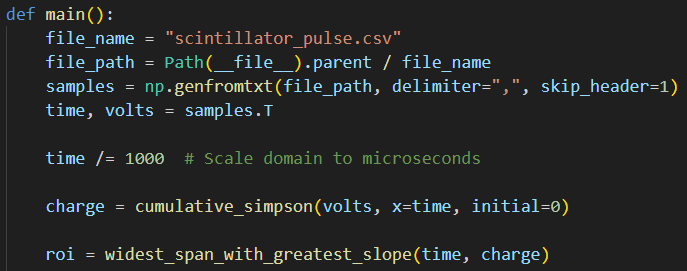 def main():
    file_name = "scintillator_pulse.csv"
    file_path = Path(__file__).parent / file_name
    samples = np.genfromtxt(file_path, delimiter=",", skip_header=1)
    time, volts = samples.T

    time /= 1000  # Scale domain to microseconds

    charge = cumulative_simpson(volts, x=time, initial=0)

    roi = widest_span_with_greatest_slope(time, charge)